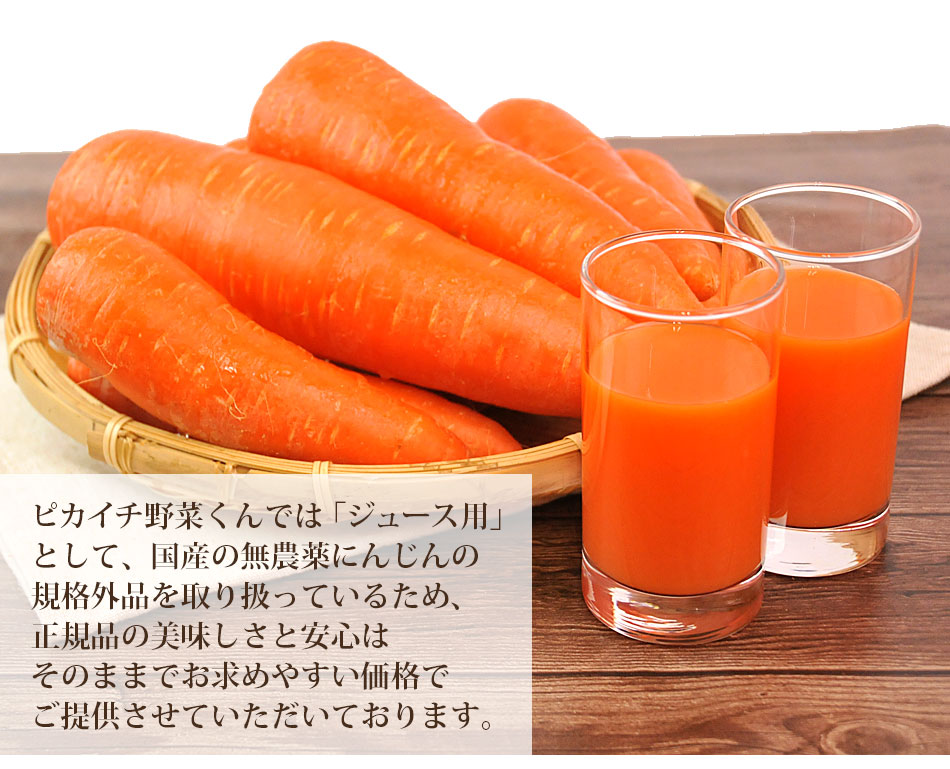 ピカイチ野菜くんでは「ジュース用」
として、国産の無農薬にんじんの
規格外品を取り扱っているため、
正規品の美味しさと安心は
そのままでお求めやすい価格で
ご提供させていただいております。